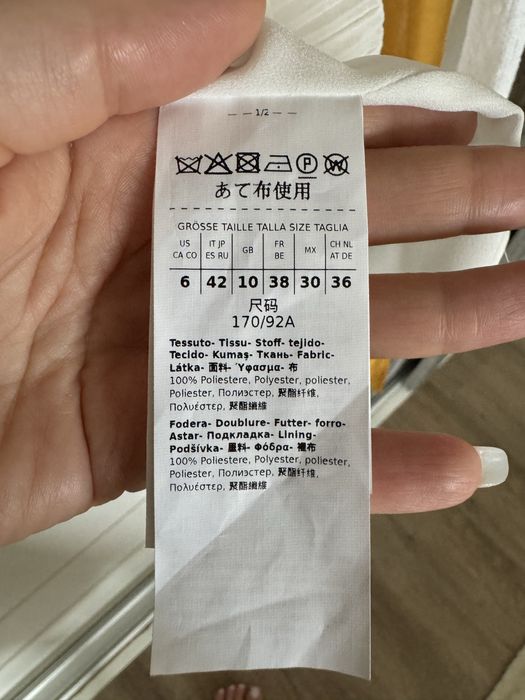 1/2
P W
あて布使用
GRÖSSE TAILLE TALLA SIZE TAGLIA
US CA CO IT JP ES RU GB FR BE MX CH NL AT DE
6 42 10 38 30 36
尺码
170/92A
Tessuto- Tissu- Stoff- tejido-
Tecido- Kumaş- Ткань- Fabric-
Látka- 面料- Ύφασμα- 布
100% Poliestere, Polyester, poliester,
Poliester, Полиэстер, 聚酯纤维,
Πολυέστερ, 聚酯纖維
Fodera- Doublure- Futter- forro-
Astar- Подкладка- Lining-
Podšívka- 里料- Φόδρα- 襯布
100% Poliestere, Polyester, poliester,
Poliester, Полиэстер, 聚酯纤维,
Πολυέστερ, 聚酯纖維